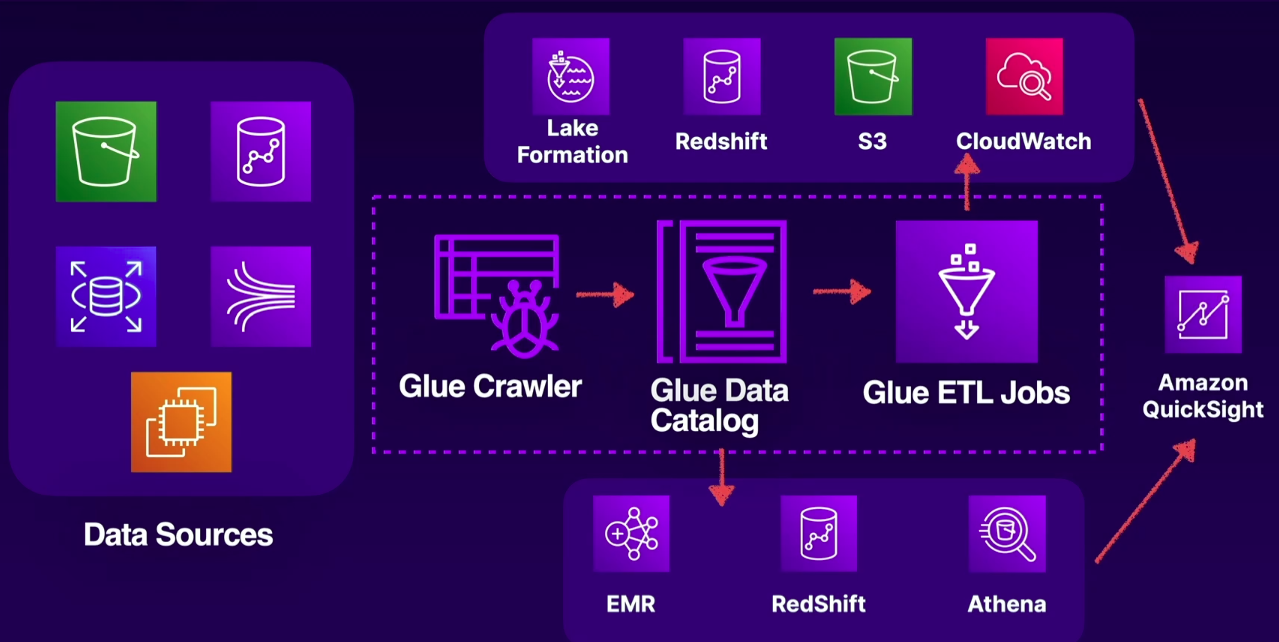 Lake
Formation
Redshift
S3
CloudWatch
Glue Crawler
Glue Data
Catalog
Glue ETL Jobs
Amazon
QuickSight
Data Sources
EMR
RedShift
Athena